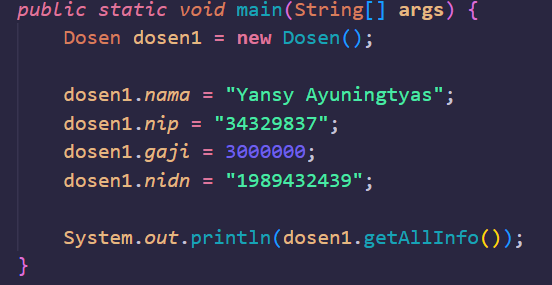 public static void main(String[] args) {
Dosen dosen1 = new Dosen();
dosen1.nama = "Yansy Ayuningtyas";
dosen1.nip = "34329837";
dosen1.gaji = 3000000;
dosen1.nidn = "1989432439";
System.out.println(dosen1.getAllInfo());
}